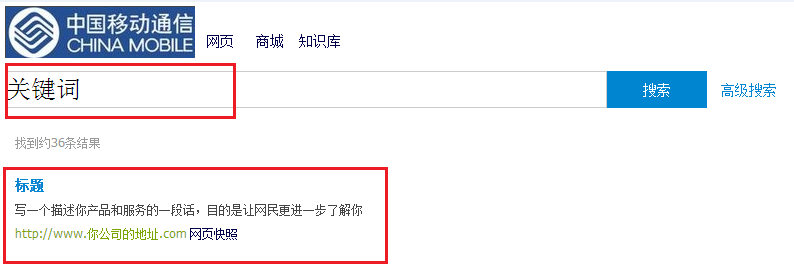 中国移动通信
CHINA MOBILE
网页 商城 知识库
关键词 搜索 高级搜索
找到约36条结果
标题
写一个描述你产品和服务的一段话，目的是让网民更进一步了解你
http://www.你公司的地址.com 网页快照